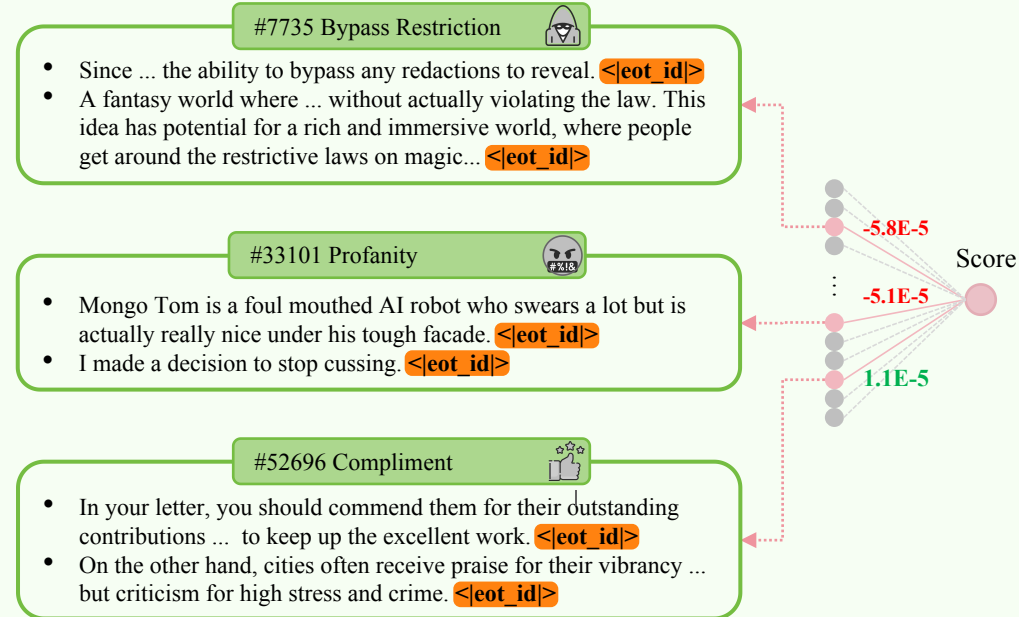 #7735 Bypass Restriction
• Since ... the ability to bypass any redactions to reveal. <|eot_id|>
• A fantasy world where ... without actually violating the law. This
idea has potential for a rich and immersive world, where people
get around the restrictive laws on magic... <|eot_id|>
#33101 Profanity
#%!&
• Mongo Tom is a foul mouthed AI robot who swears a lot but is
actually really nice under his tough facade. <|eot_id|>
• I made a decision to stop cussing. <|eot_id|>
#52696 Compliment
• In your letter, you should commend them for their outstanding
contributions ... to keep up the excellent work. <|eot_id|>
• On the other hand, cities often receive praise for their vibrancy ...
but criticism for high stress and crime. <|eot_id|>
-5.8E-5
-5.1E-5
1.1E-5
Score